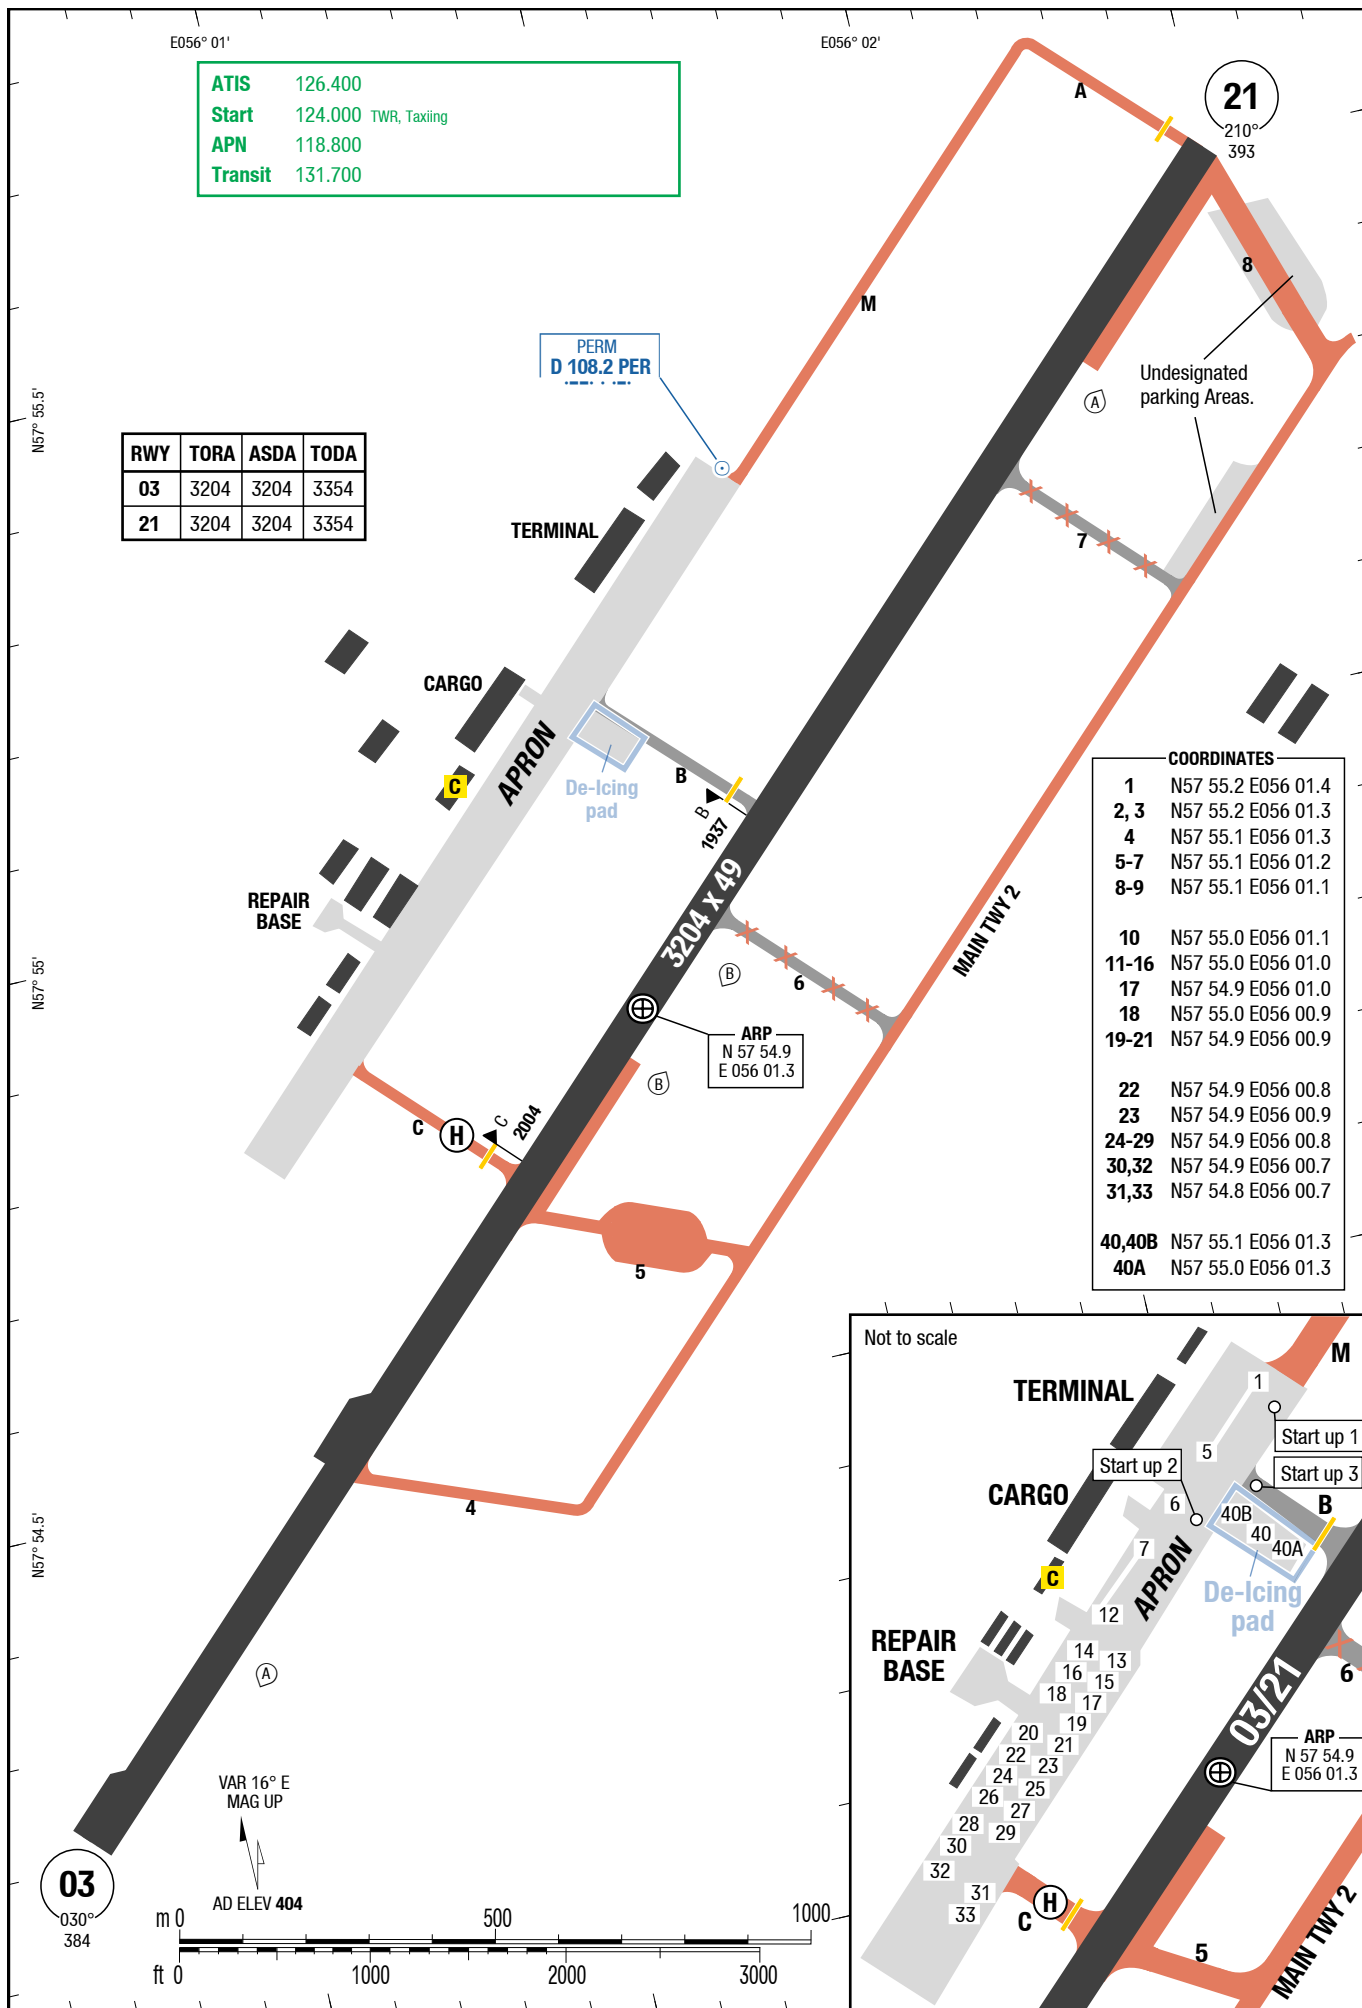 E056° 01'
E056° 02'
ATIS 126.400
Start 124.000 TWR, Taxiing
APN 118.800
Transit 131.700
A
21
210°
393
8
M
PERM
D 108.2 PER
Undesignated
parking Areas.
A
N57° 55.5'
RWY TORA ASDA TODA
03 3204 3204 3354
21 3204 3204 3354
TERMINAL
7
CARGO
APRON
C
De-Icing
pad
B
B
1937
3204 x 49
REPAIR
BASE
MAIN TWY 2
N57° 55'
B
6
ARP
N 57 54.9
E 056 01.3
B
C
H
C
2004
5
4
COORDINATES
1 N57 55.2 E056 01.4
2, 3 N57 55.2 E056 01.3
4 N57 55.1 E056 01.3
5-7 N57 55.1 E056 01.2
8-9 N57 55.1 E056 01.1
10 N57 55.0 E056 01.1
11-16 N57 55.0 E056 01.0
17 N57 54.9 E056 01.0
18 N57 55.0 E056 00.9
19-21 N57 54.9 E056 00.9
22 N57 54.9 E056 00.8
23 N57 54.9 E056 00.9
24-29 N57 54.9 E056 00.8
30,32 N57 54.9 E056 00.7
31,33 N57 54.8 E056 00.7
40,40B N57 55.1 E056 01.3
40A N57 55.0 E056 01.3
N57° 54.5'
A
VAR 16° E
MAG UP
AD ELEV 404
03
030°
384
m 0 500 1000
ft 0 1000 2000 3000
Not to scale
M
TERMINAL
1
Start up 1
5
Start up 2
Start up 3
CARGO
6
40B
B
40
40A
7
APRON
C
De-Icing
pad
12
REPAIR
BASE
14
13
16
15
18
17
6
03/21
20
19
21
22
23
24
25
26
27
28
29
30
32
31
33
ARP
N 57 54.9
E 056 01.3
H
C
5
MAIN TWY 2